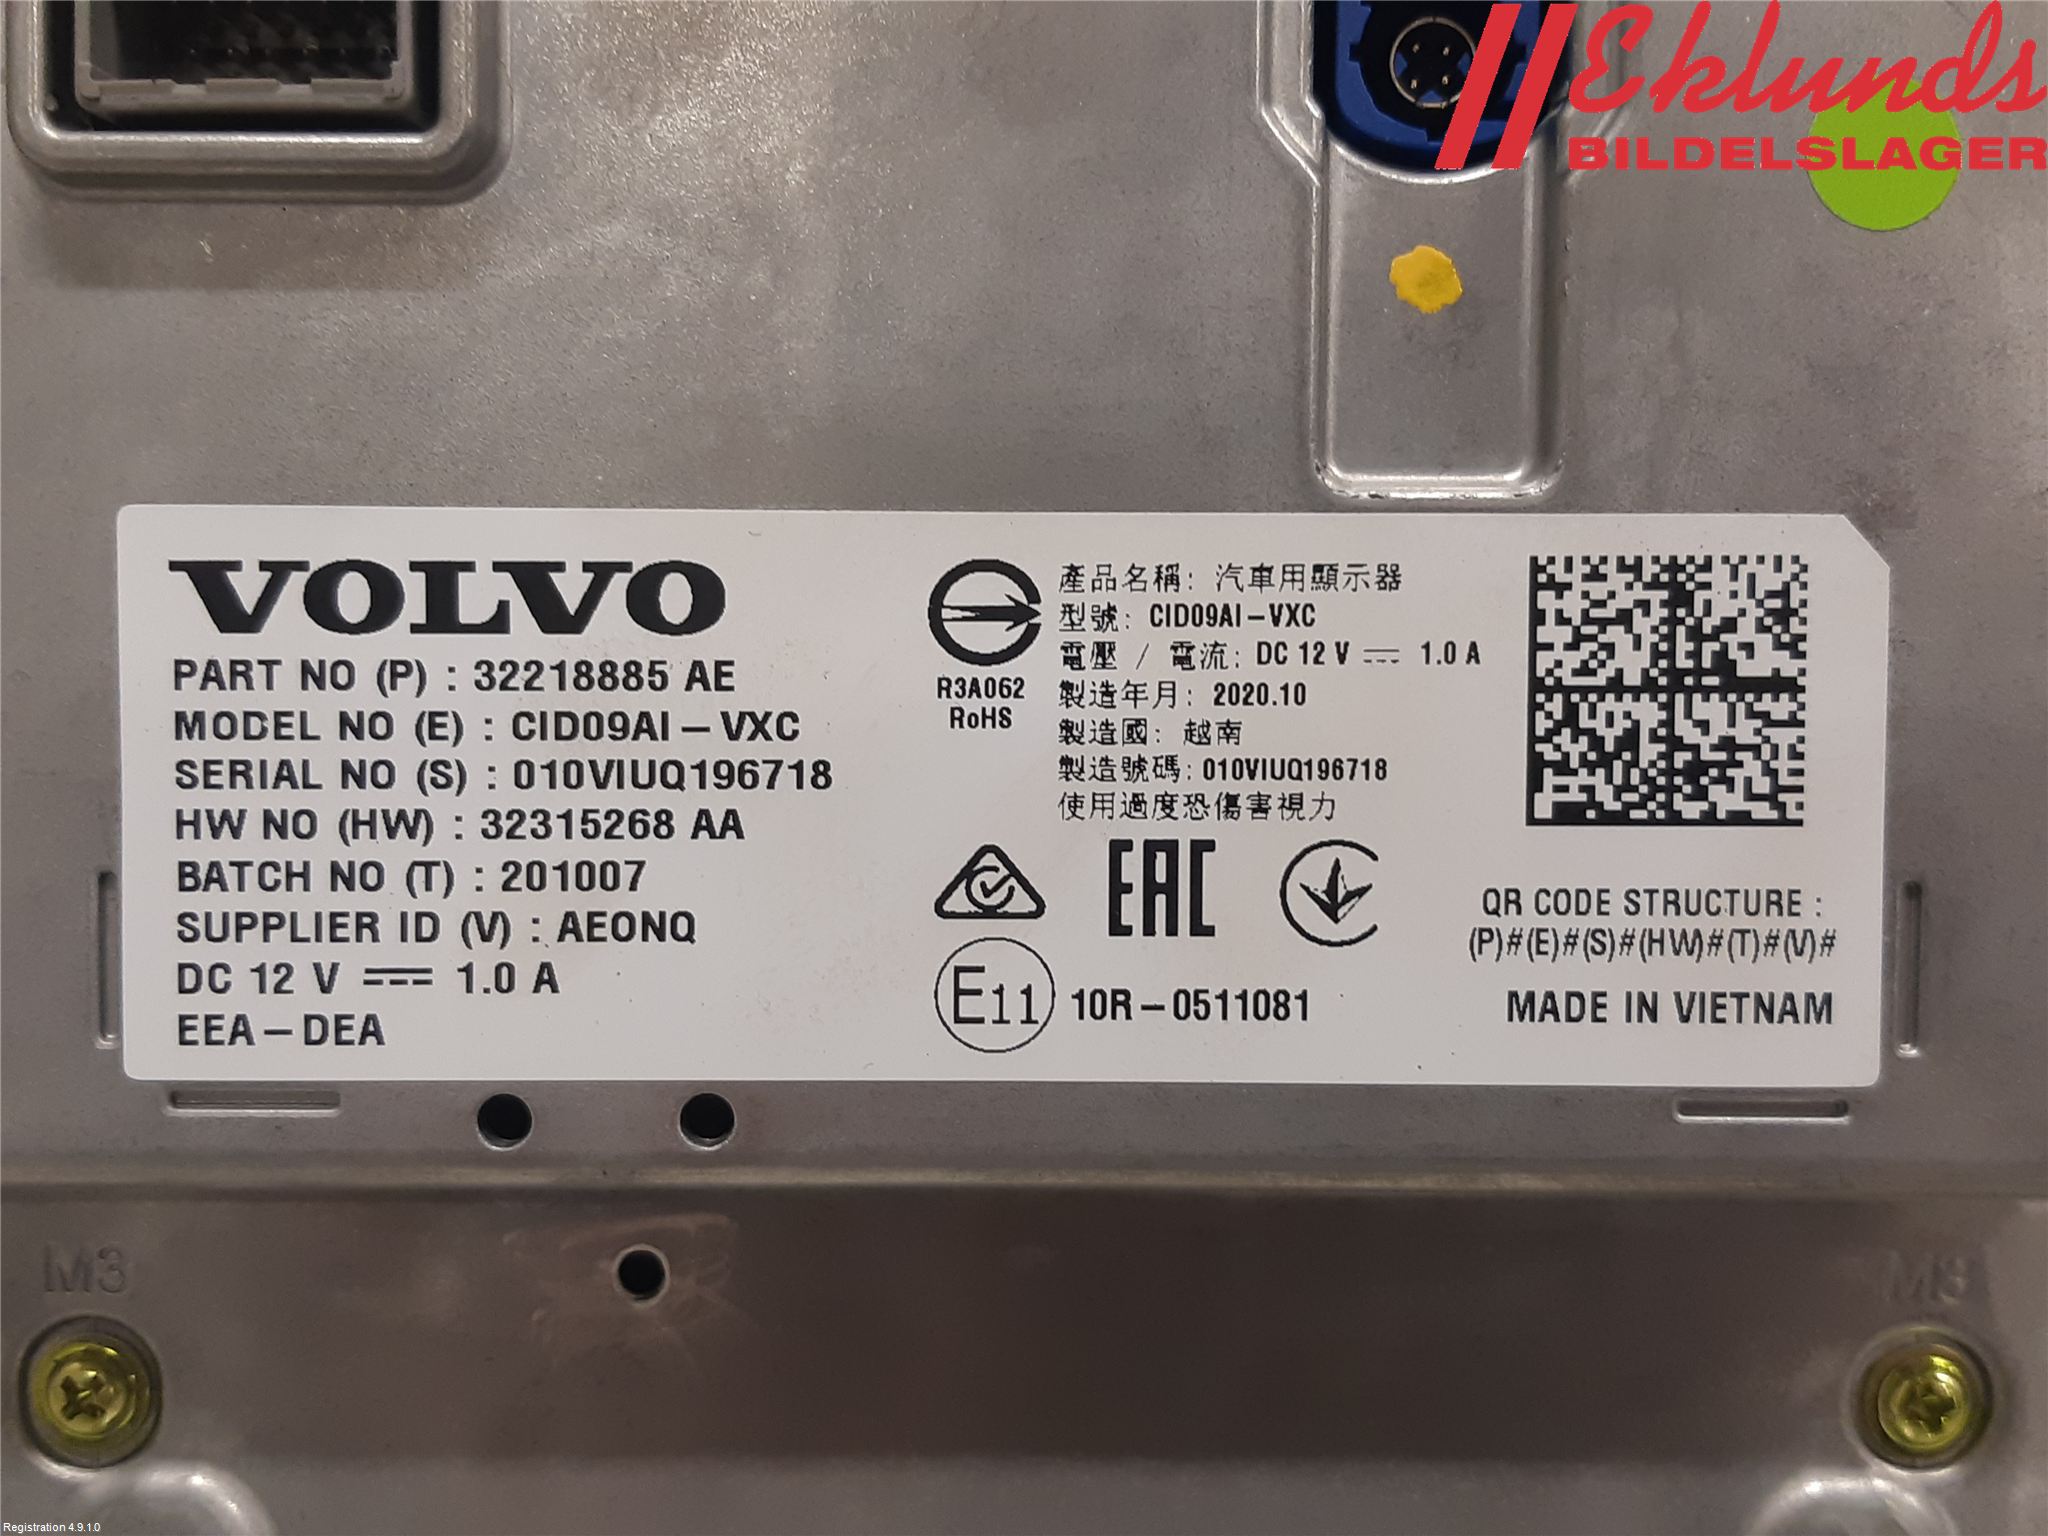 Eklunds
BILDELSLAGER
VOLVO
PART NO (P) : 32218885 AE
MODEL NO (E) : CID09AI-VXC
SERIAL NO (S) : 010VIUQ196718
HW NO (HW) : 32315268 AA
BATCH NO (T) : 201007
SUPPLIER ID (V) : AEONQ
DC 12 V ⎓ 1.0 A
EEA-DEA
R3A062
RoHS
產品名稱: 汽車用顯示器
型號: CID09AI-VXC
電壓 / 電流: DC 12 V ⎓ 1.0 A
製造年月: 2020.10
製造國: 越南
製造號碼: 010VIUQ196718
使用過度恐傷害視力
EAC
E11 10R-0511081
QR CODE STRUCTURE :
(P)#(E)#(S)#(HW)#(T)#(V)#
MADE IN VIETNAM
M3
M3
Registration 4.9.1.0